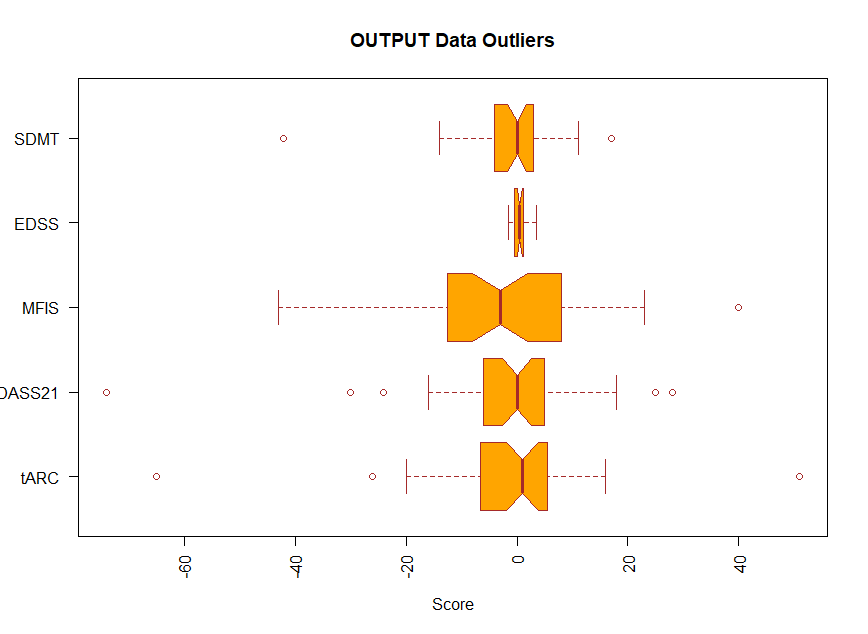 OUTPUT Data Outliers
SDMT
EDSS
MFIS
DASS21
tARC
-60
-40
-20
0
20
40
Score